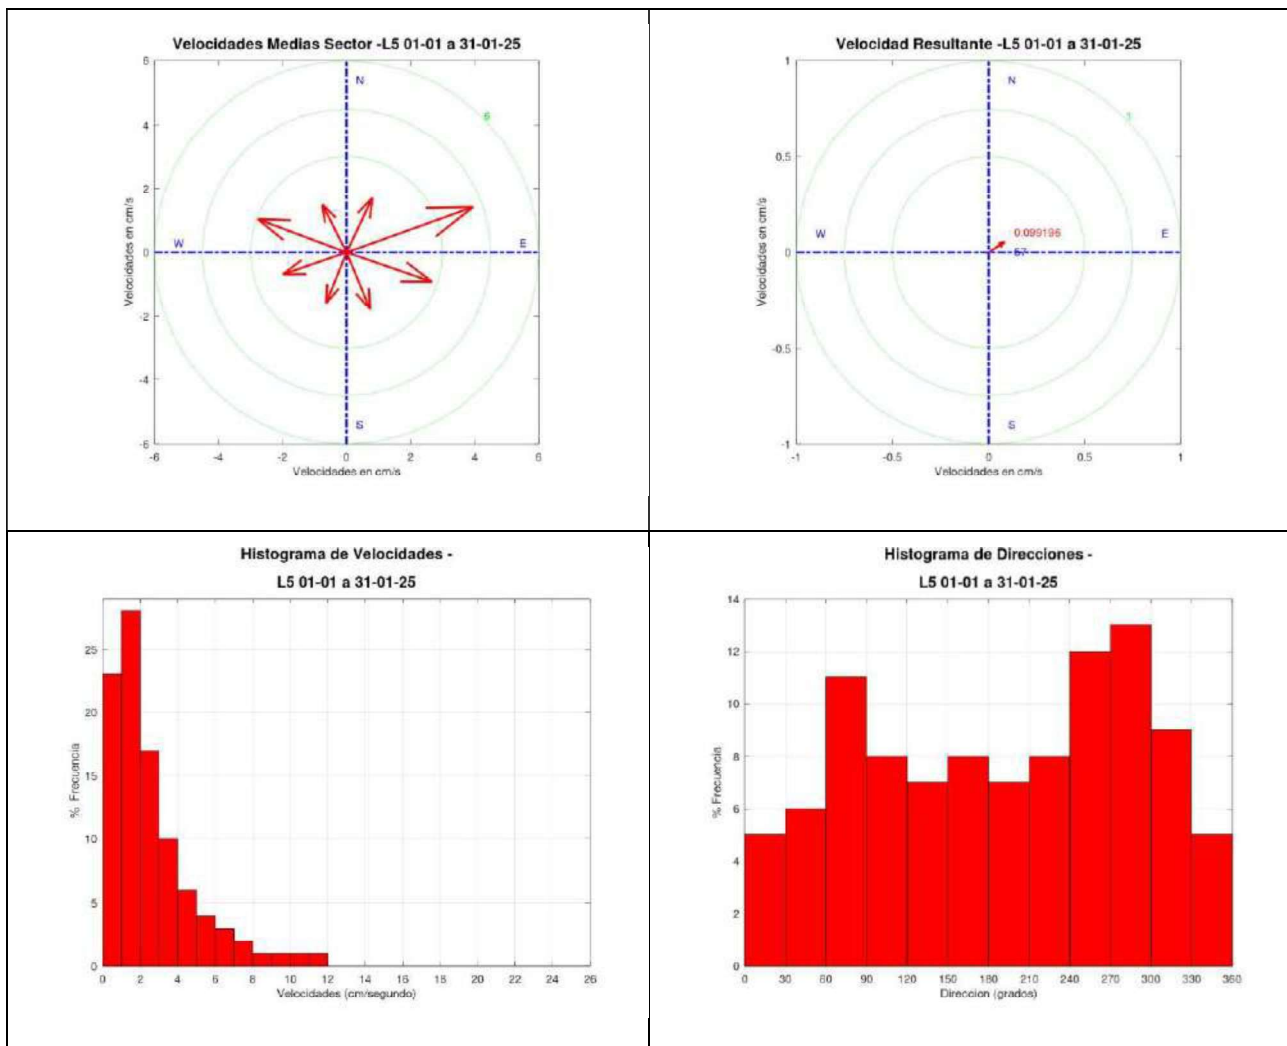 Velocidades Medias Sector -L5 01-01 a 31-01-25
6
N
6
4
2
W
E
0
-2
-4
S
-6
-6 -4 -2 0 2 4 6
Velocidades en cm/s
Velocidades en cm/s
Velocidad Resultante -L5 01-01 a 31-01-25
1
N
1
0.5
W
0.099196
E
0
57
-0.5
S
-1
-1 -0.5 0 0.5 1
Velocidades en cm/s
Velocidades en cm/s
Histograma de Velocidades -
L5 01-01 a 31-01-25
25
20
15
10
5
0
% Frecuencia
0 2 4 6 8 10 12 14 16 18 20 22 24 26
Velocidades (cm/segundo)
Histograma de Direcciones -
L5 01-01 a 31-01-25
14
12
10
8
6
4
2
0
% Frecuencia
0 30 60 90 120 150 180 210 240 270 300 330 360
Direccion (grados)